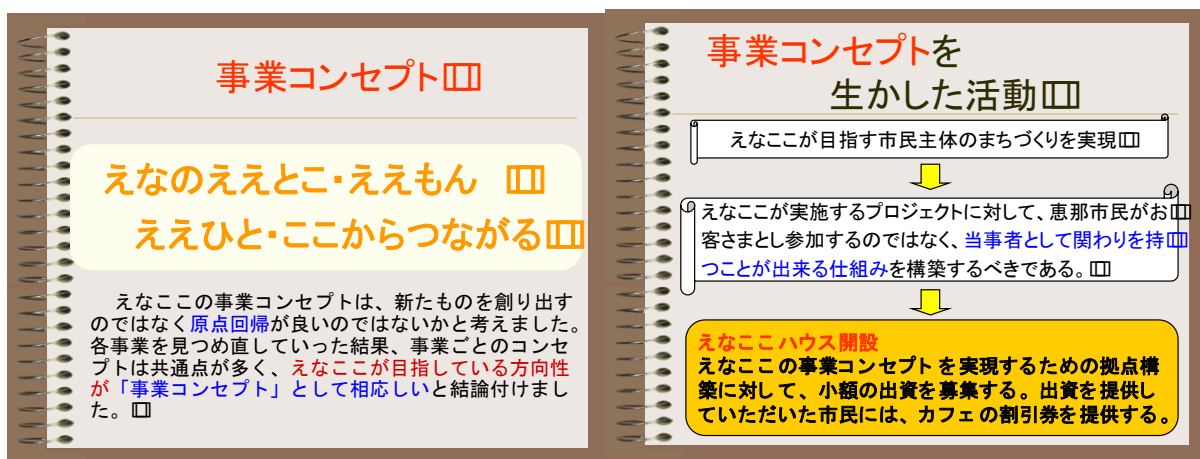 事業コンセプト
えなのええとこ・ええもん
ええひと・ここからつながる
えなここの事業コンセプトは、新たものを創り出す
のではなく原点回帰が良いのではないかと考えました。
各事業を見つめ直していった結果、事業ごとのコンセ
プトは共通点が多く、えなここが目指している方向性
が「事業コンセプト」として相応しいと結論付けまし
た。
事業コンセプトを
生かした活動
えなここが目指す市民主体のまちづくりを実現
えなここが実施するプロジェクトに対して、恵那市民がお
客さまとし参加するのではなく、当事者として関わりを持
つことが出来る仕組みを構築するべきである。
えなここハウス開設
えなここの事業コンセプトを実現するための拠点構
築に対して、小額の出資を募集する。出資を提供し
ていただいた市民には、カフェの割引券を提供する。